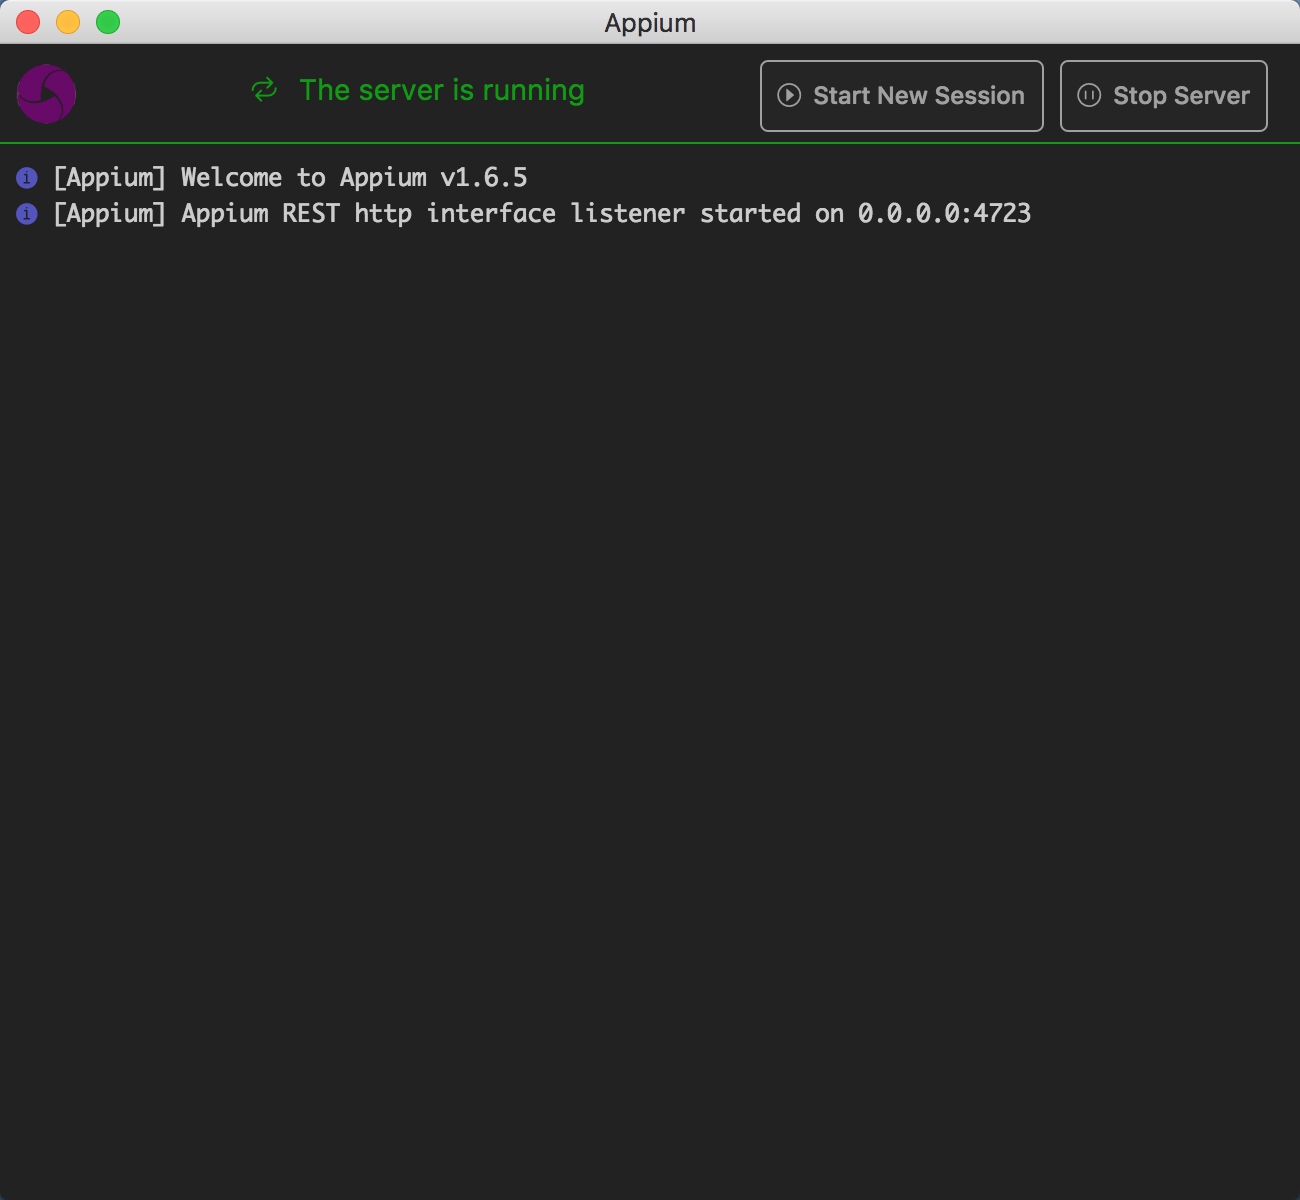 Appium
The server is running
Start New Session
Stop Server
[Appium] Welcome to Appium v1.6.5
[Appium] Appium REST http interface listener started on 0.0.0.0:4723